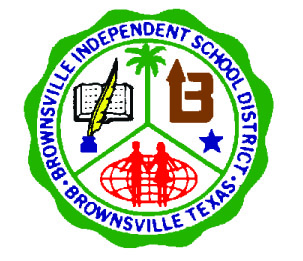 BROWNSVILLE INDEPENDENT SCHOOL DISTRICT
B
• BROWNSVILLE TEXAS •